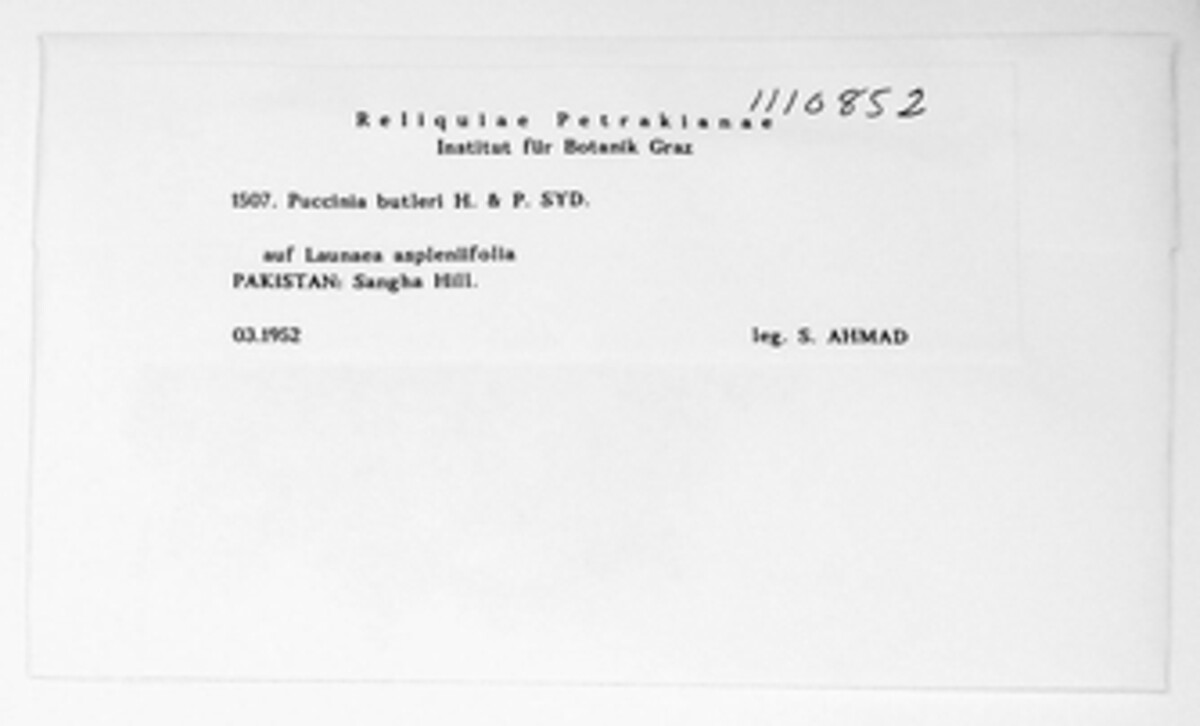 1110852
Reliquiae Petrakianae
Institut für Botanik Graz
1507. Puccinia butleri H. & P. SYD.
auf Launaea aspleniifolia
PAKISTAN: Sangha Hill.
03.1952 leg. S. AHMAD